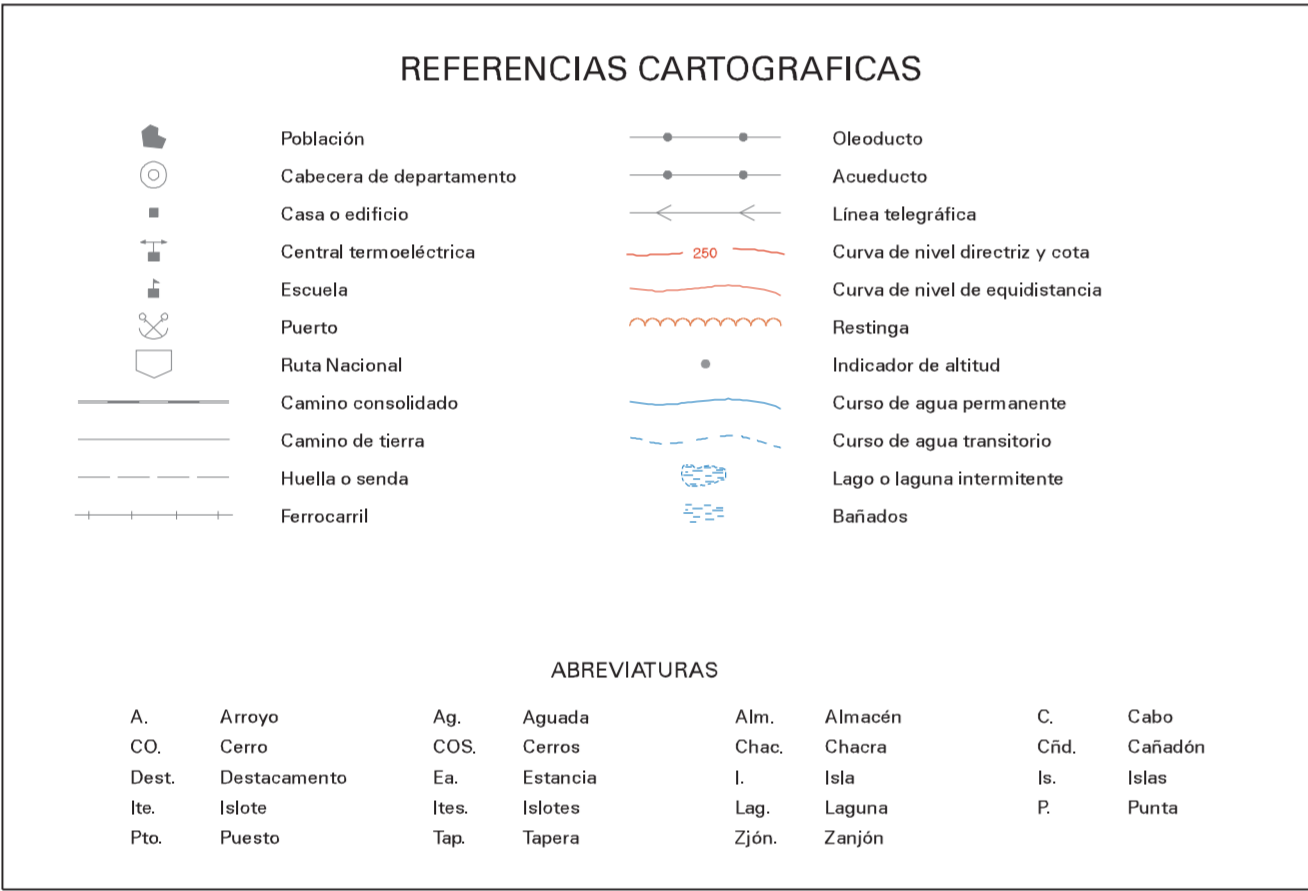 REFERENCIAS CARTOGRAFICAS
Población
Cabecera de departamento
Casa o edificio
Central termoeléctrica
Escuela
Puerto
Ruta Nacional
Camino consolidado
Camino de tierra
Huella o senda
Ferrocarril
Oleoducto
Acueducto
Línea telegráfica
250 Curva de nivel directriz y cota
Curva de nivel de equidistancia
Restinga
Indicador de altitud
Curso de agua permanente
Curso de agua transitorio
Lago o laguna intermitente
Bañados
ABREVIATURAS
A. Arroyo Ag. Aguada Alm. Almacén C. Cabo
CO. Cerro COS. Cerros Chac. Chacra Cñd. Cañadón
Dest. Destacamento Ea. Estancia I. Isla Is. Islas
Ite. Islote Ites. Islotes Lag. Laguna P. Punta
Pto. Puesto Tap. Tapera Zjón. Zanjón